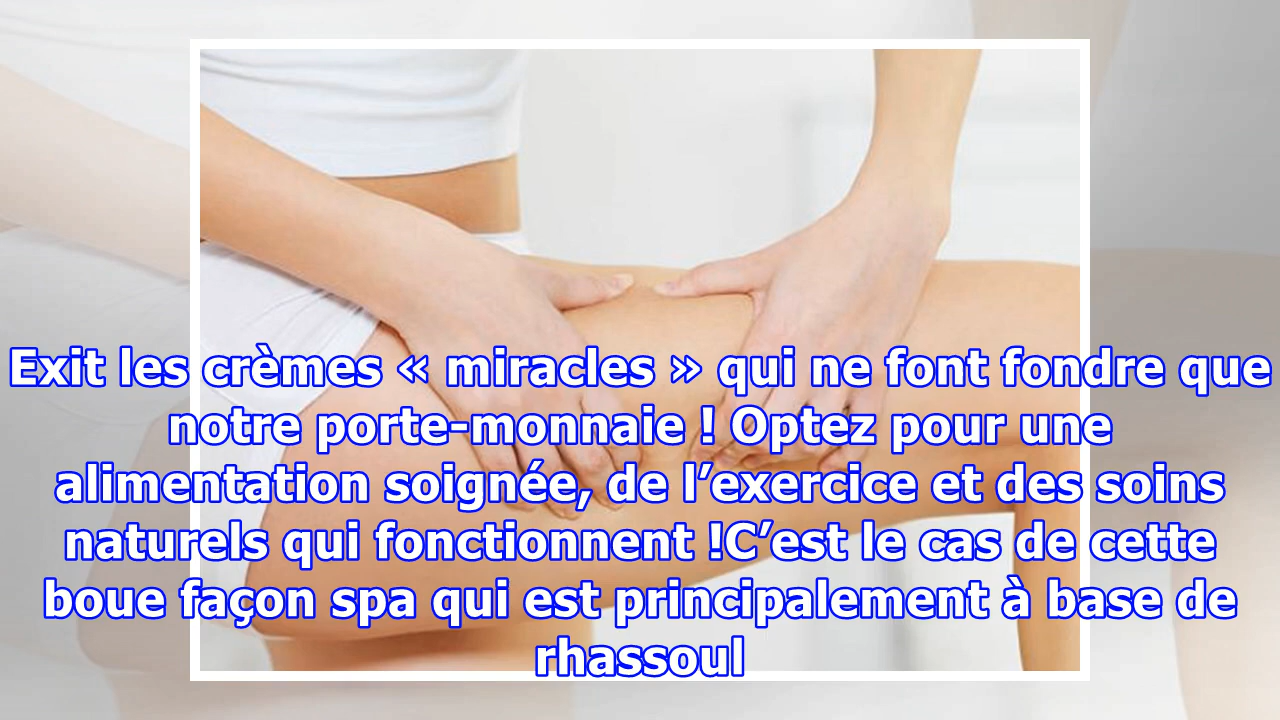 Exit les crèmes « miracles » qui ne font fondre que
notre porte-monnaie ! Optez pour une
alimentation soignée, de l’exercice et des soins
naturels qui fonctionnent !C’est le cas de cette
boue façon spa qui est principalement à base de
rhassoul